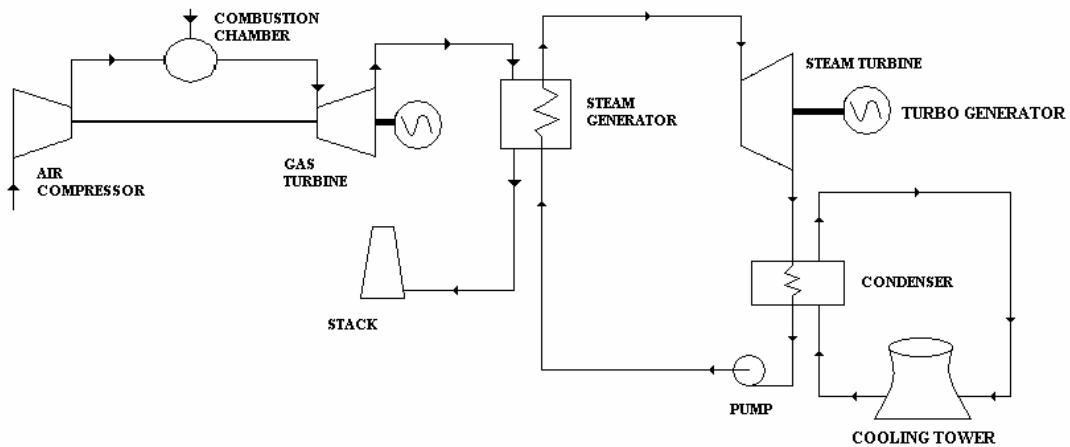 COMBUSTION
CHAMBER
STEAM TURBINE
STEAM
GENERATOR
TURBO GENERATOR
AIR
COMPRESSOR
GAS
TURBINE
CONDENSER
STACK
PUMP
COOLING TOWER